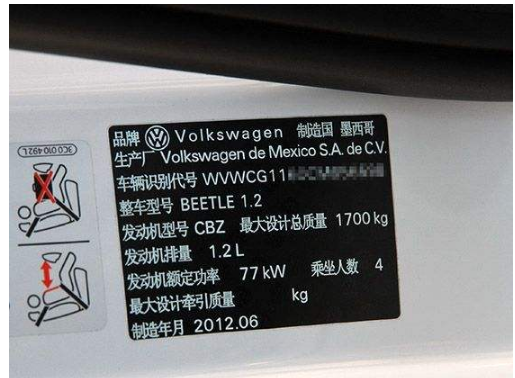 品牌 Volkswagen 制造国 墨西哥
生产厂 Volkswagen de Mexico S.A. de C.V.
车辆识别代号 WVWCG11
整车型号 BEETLE 1.2
发动机型号 CBZ 最大设计总质量 1700 kg
发动机排量 1.2 L
发动机额定功率 77 kW 乘坐人数 4
最大设计牵引质量 kg
制造年月 2012.06
3C0 010 492 L